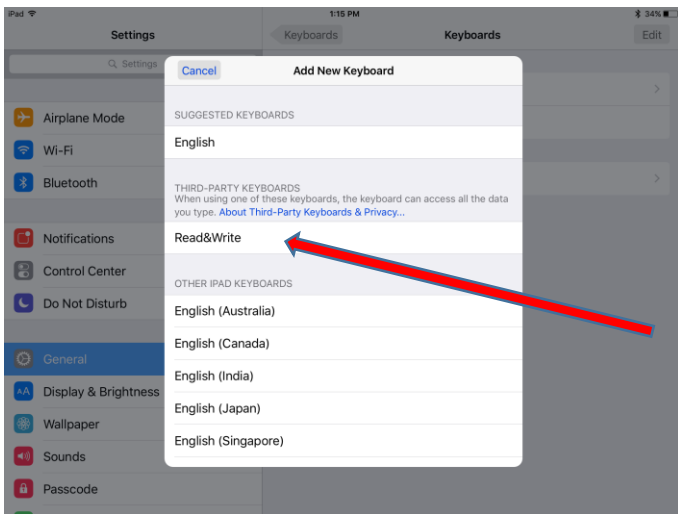 iPad 1:15 PM 34%
Settings
Keyboards Keyboards Edit
Settings
Cancel Add New Keyboard
SUGGESTED KEYBOARDS
English
THIRD-PARTY KEYBOARDS
When using one of these keyboards, the keyboard can access all the data
you type. About Third-Party Keyboards & Privacy...
Read&Write
OTHER IPAD KEYBOARDS
English (Australia)
English (Canada)
English (India)
English (Japan)
English (Singapore)
Airplane Mode
Wi-Fi
Bluetooth
Notifications
Control Center
Do Not Disturb
General
AA Display & Brightness
Wallpaper
Sounds
Passcode